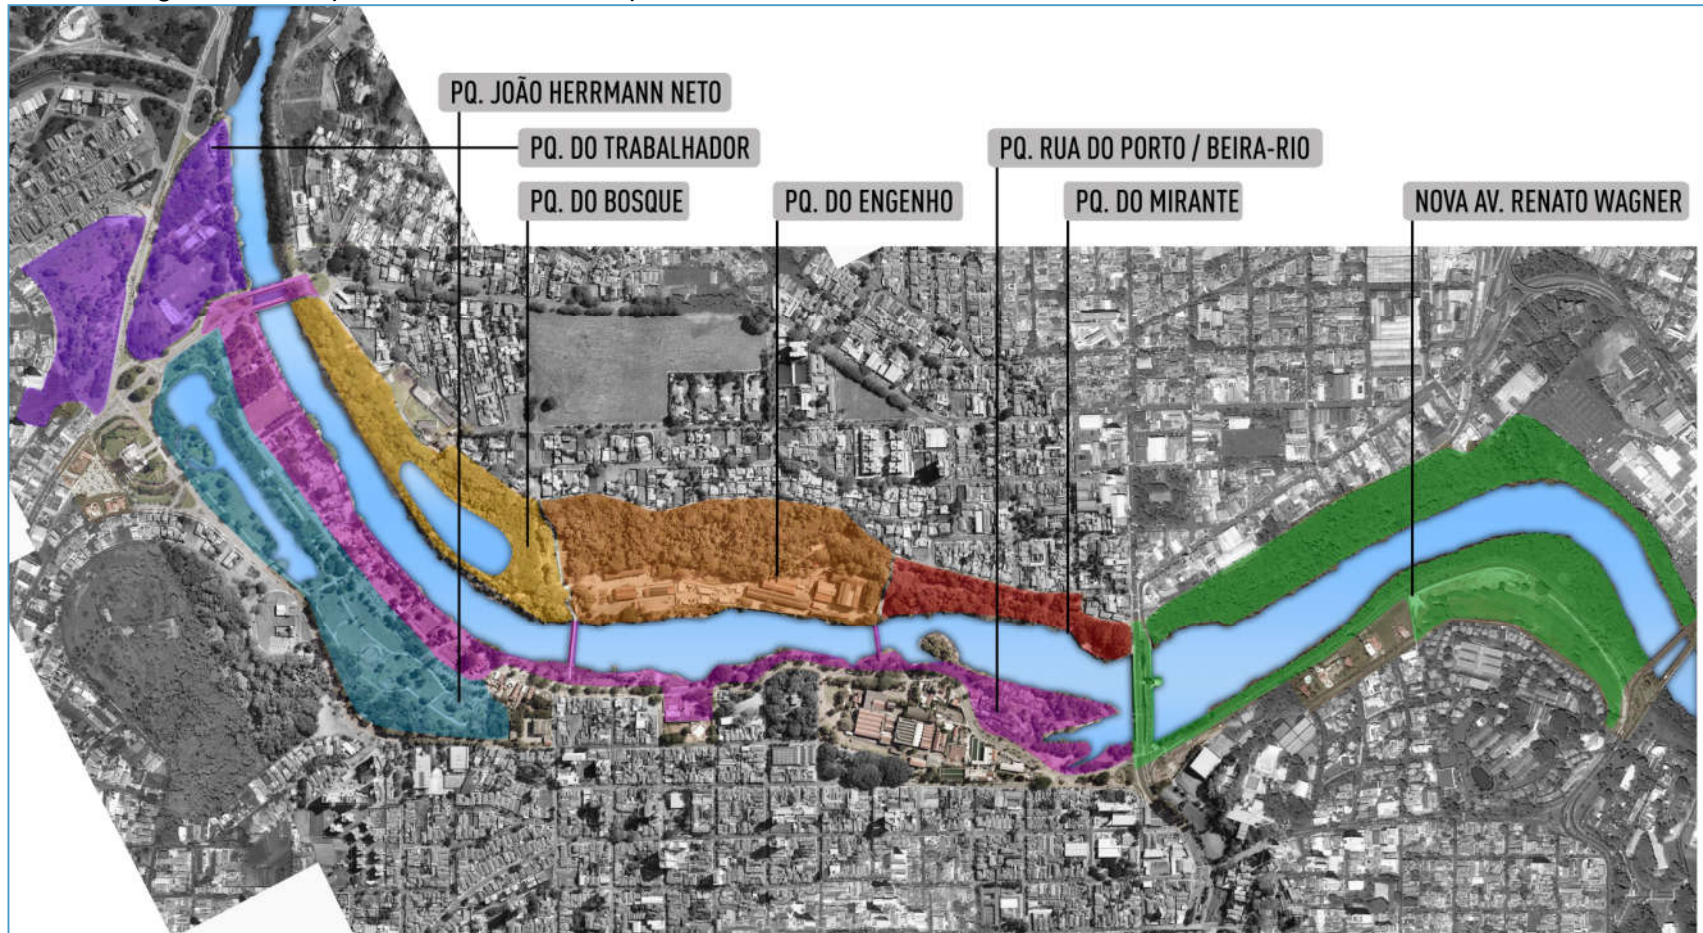 PQ. JOÃO HERRMANN NETO
PQ. DO TRABALHADOR
PQ. RUA DO PORTO / BEIRA-RIO
PQ. DO BOSQUE
PQ. DO ENGENHO
PQ. DO MIRANTE
NOVA AV. RENATO WAGNER